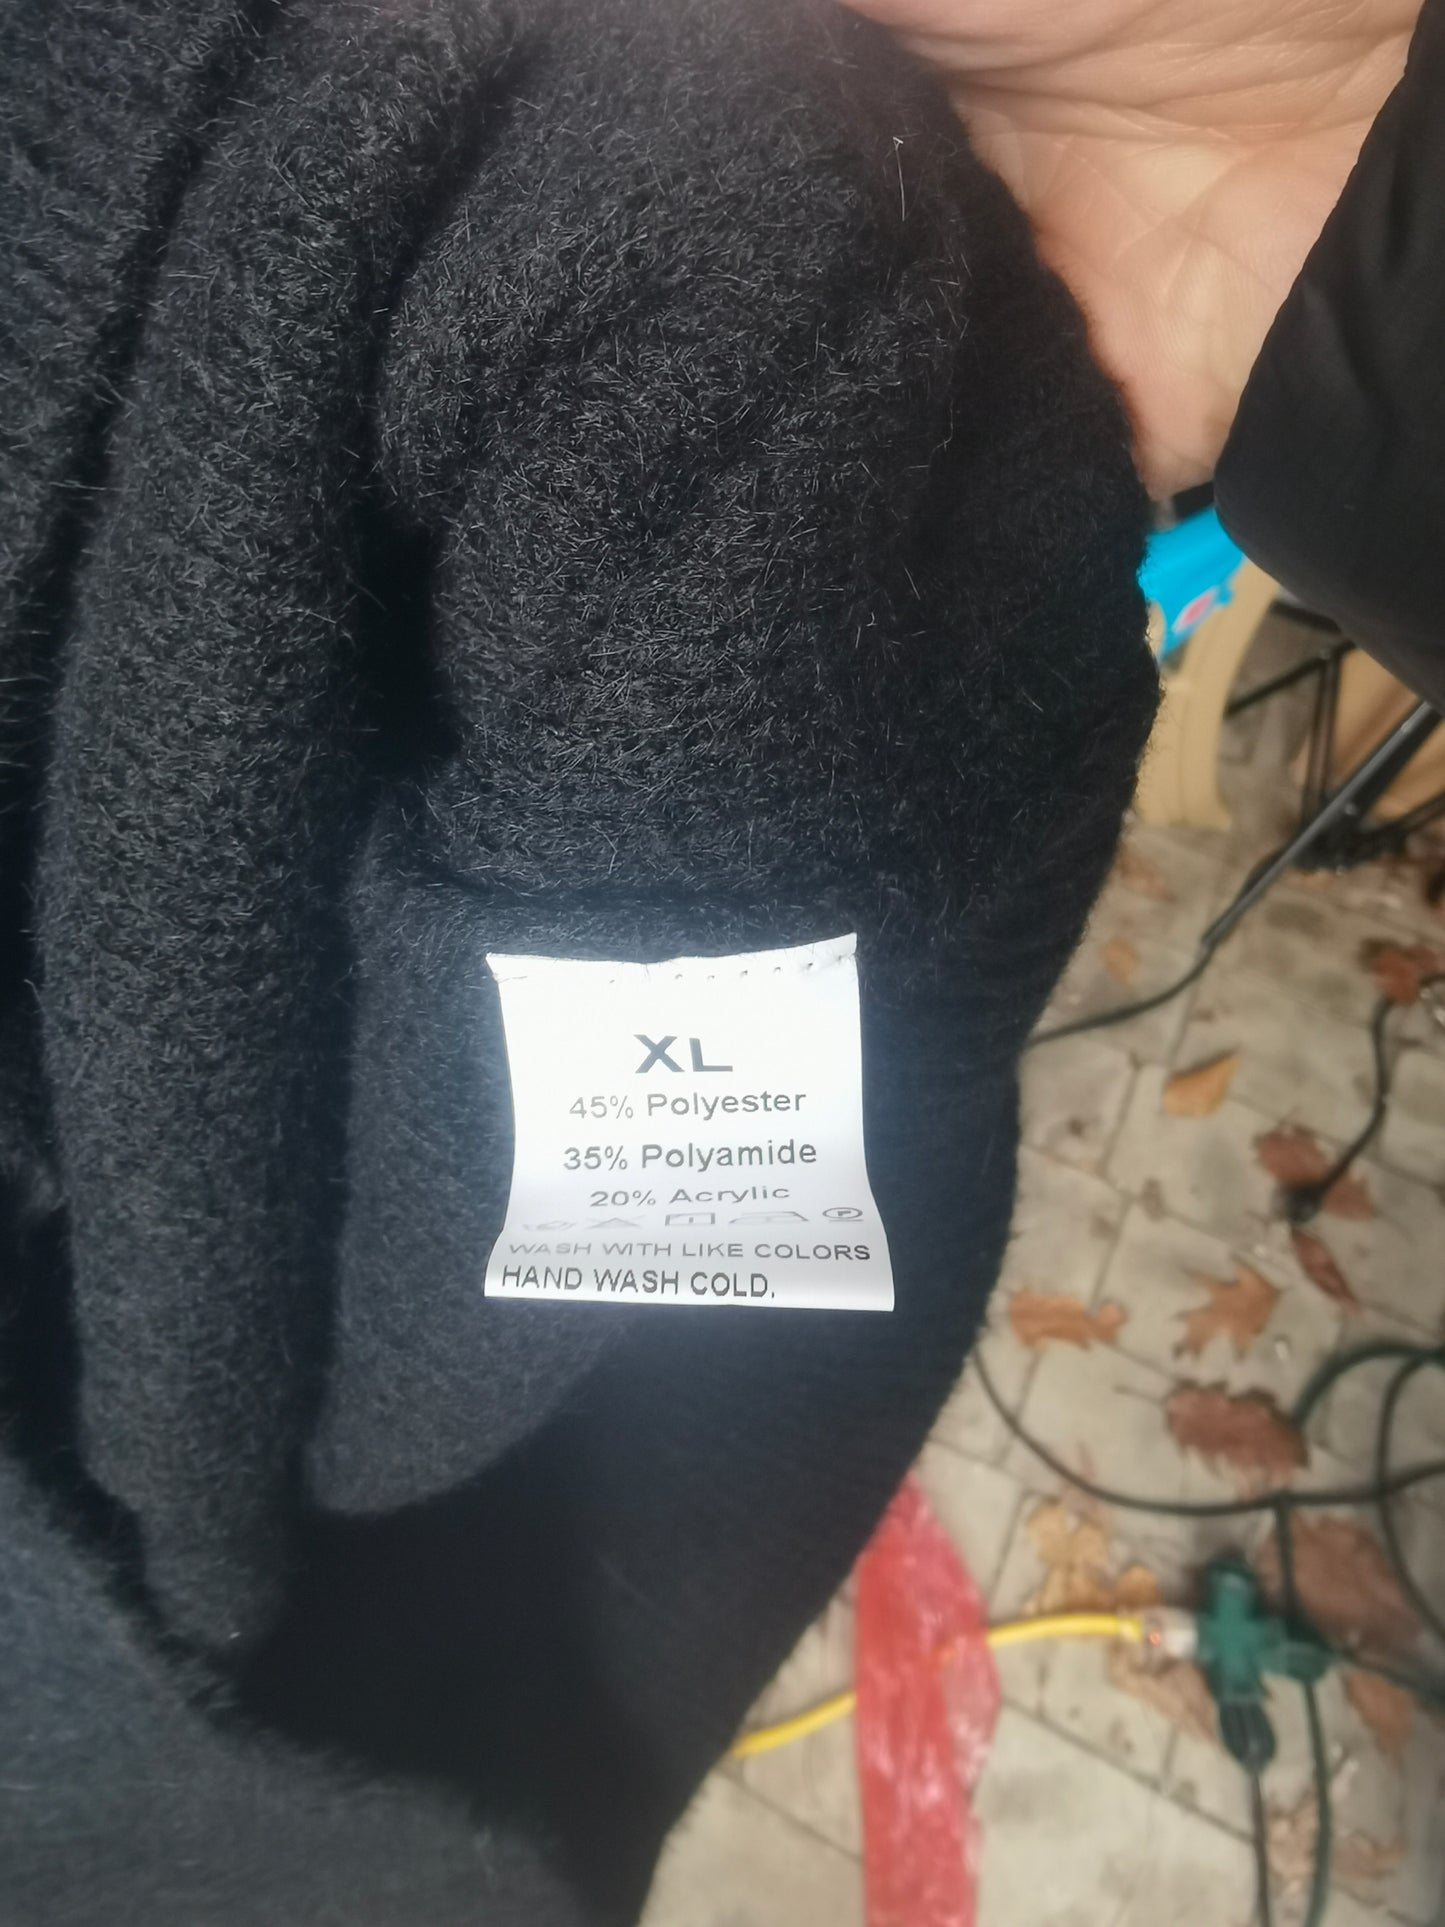 XL
45% Polyester
35% Polyamide
20% Acrylic
P
WASH WITH LIKE COLORS
HAND WASH COLD.